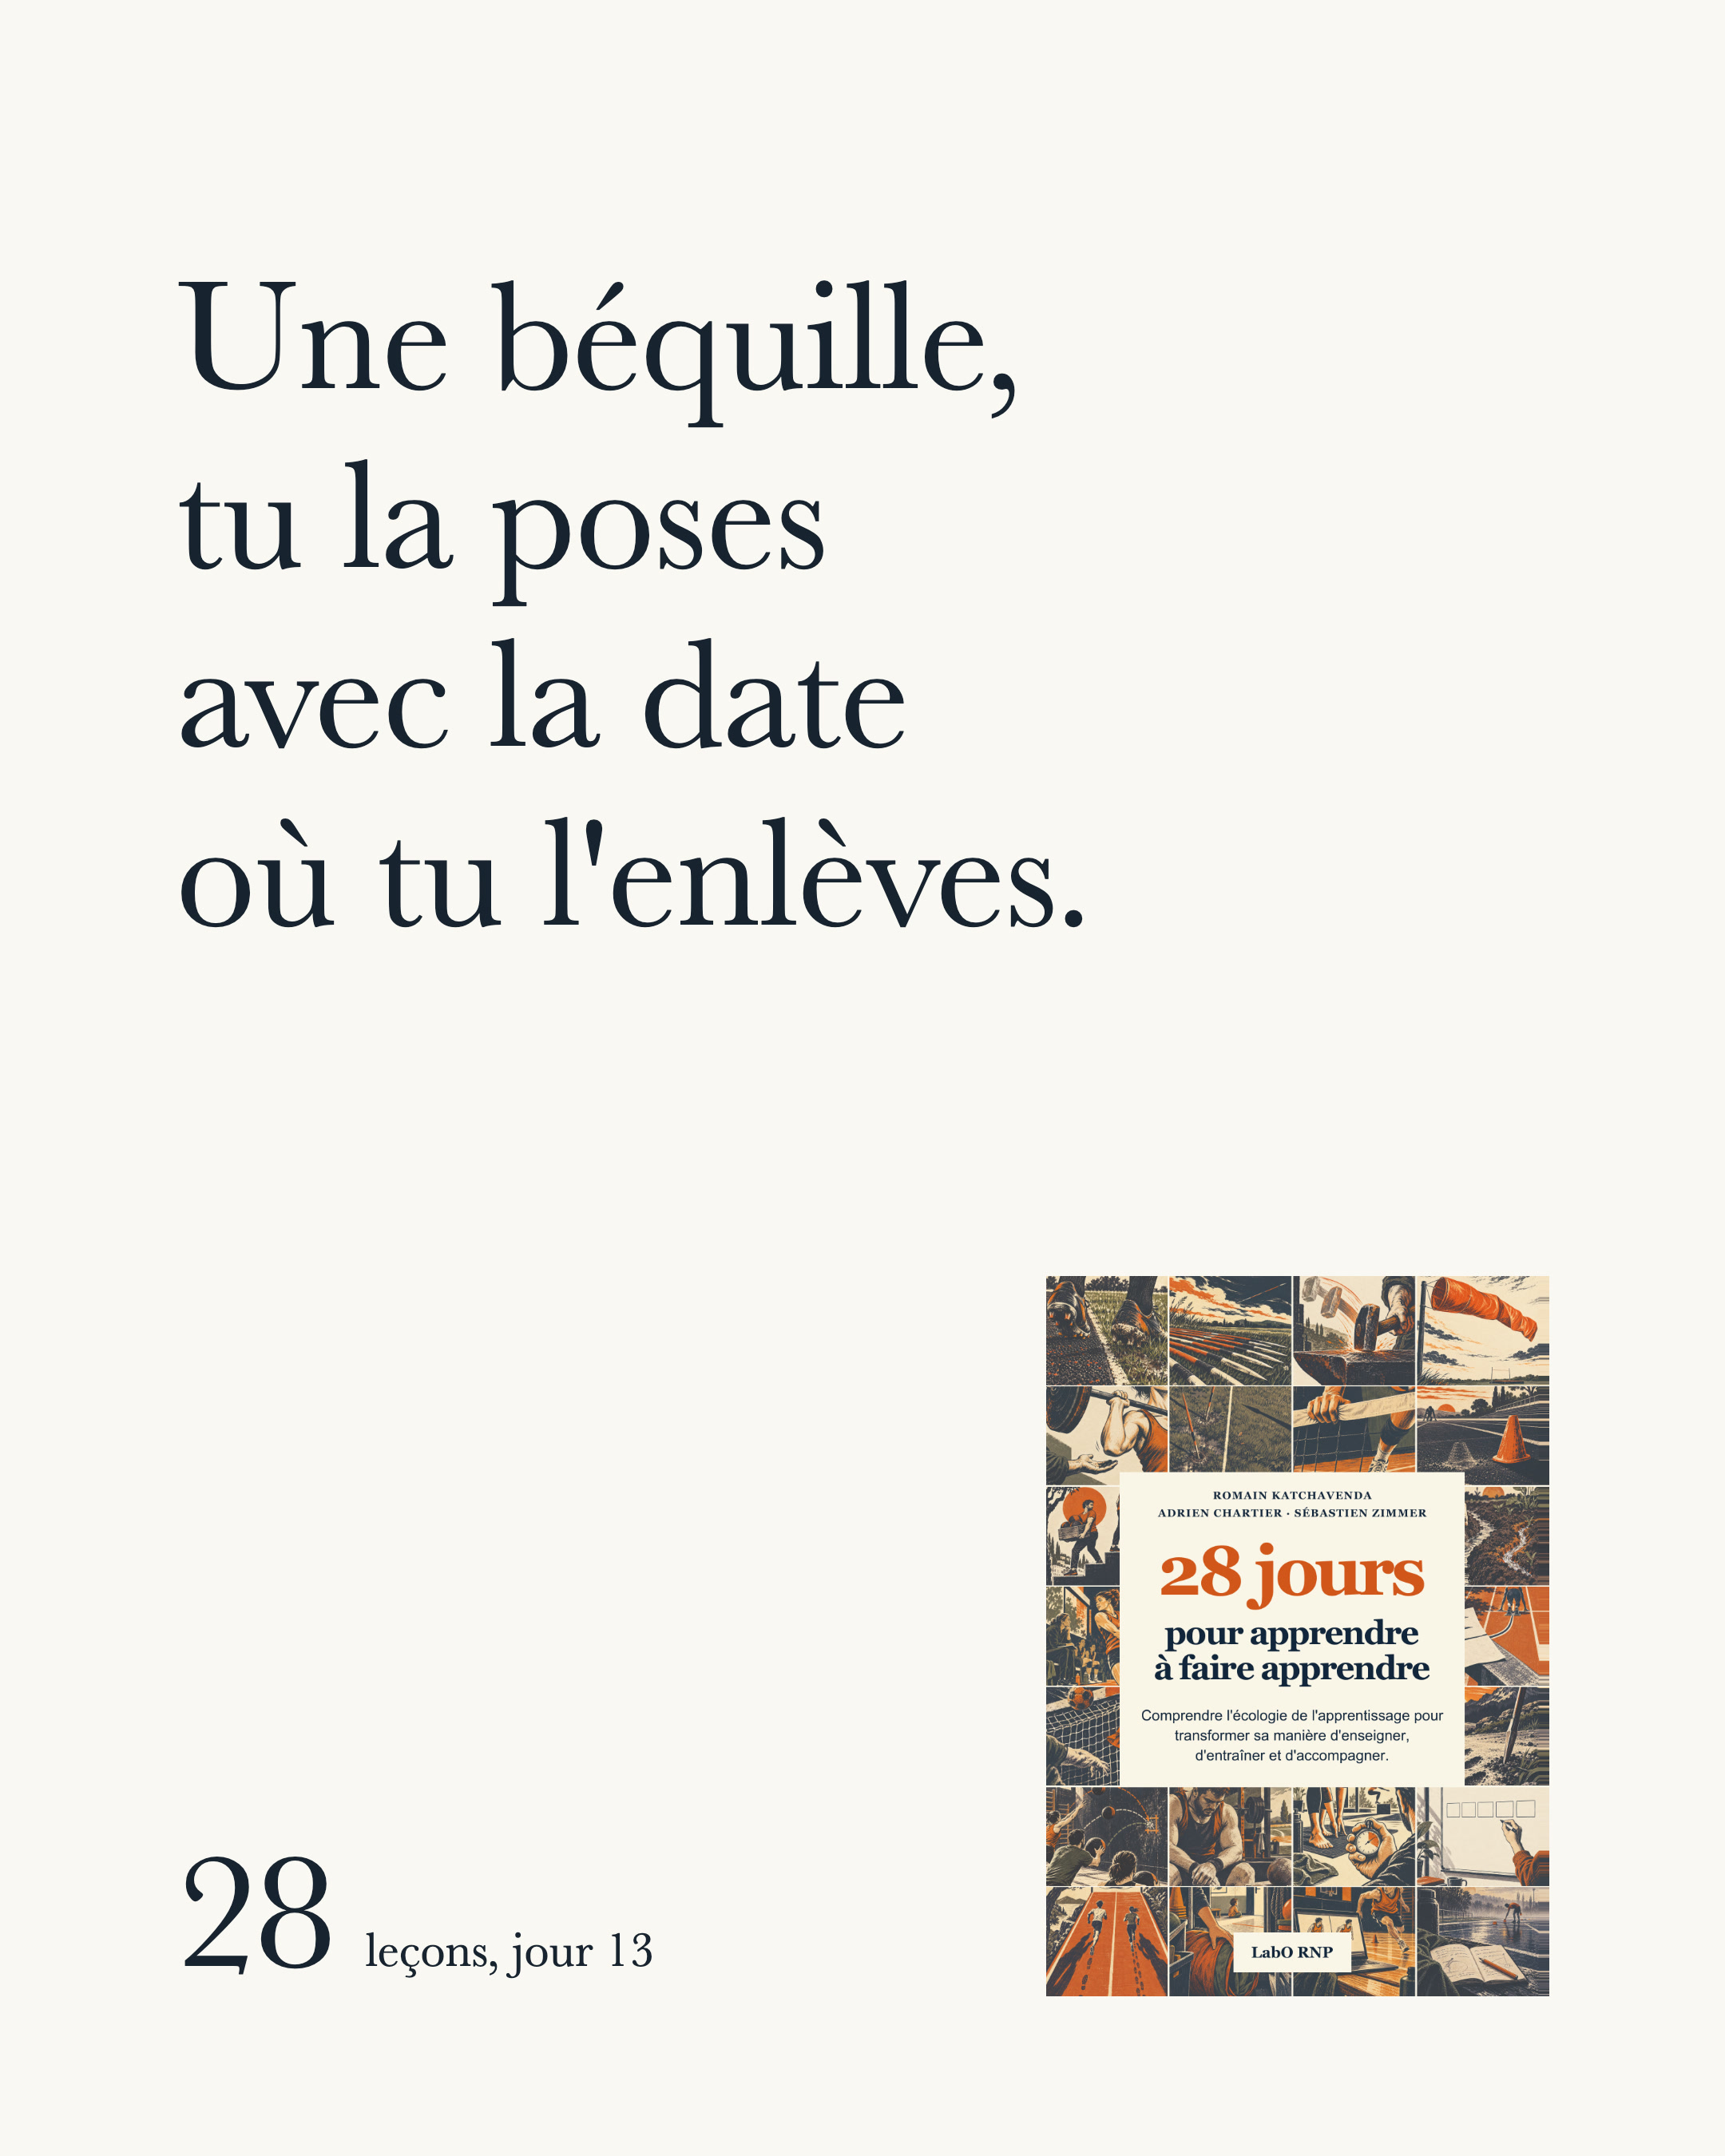 Une béquille,
tu la poses
avec la date
où tu l'enlèves.
ROMAIN KATCHAVENDA
ADRIEN CHARTIER · SÉBASTIEN ZIMMER
28 jours
pour apprendre
à faire apprendre
Comprendre l'écologie de l'apprentissage pour
transformer sa manière d'enseigner,
d'entraîner et d'accompagner.
LabO RNP
28 leçons, jour 13